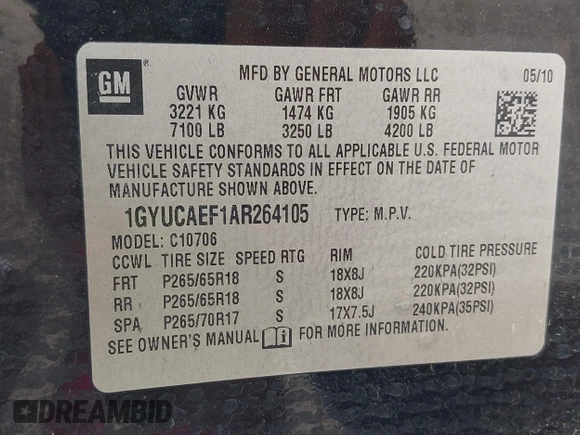 GM ®
MFD BY GENERAL MOTORS LLC 05/10
GVWR GAWR FRT GAWR RR
3221 KG 1474 KG 1905 KG
7100 LB 3250 LB 4200 LB
THIS VEHICLE CONFORMS TO ALL APPLICABLE U.S. FEDERAL MOTOR
VEHICLE SAFETY STANDARDS IN EFFECT ON THE DATE OF
MANUFACTURE SHOWN ABOVE.
1GYUCAEF1AR264105 TYPE: M.P.V.
MODEL: C10706
CCWL TIRE SIZE SPEED RTG RIM COLD TIRE PRESSURE
FRT P265/65R18 S 18X8J 220KPA(32PSI)
RR P265/65R18 S 18X8J 220KPA(32PSI)
SPA P265/70R17 S 17X7.5J 240KPA(35PSI)
SEE OWNER'S MANUAL FOR MORE INFORMATION.
DREAMBID